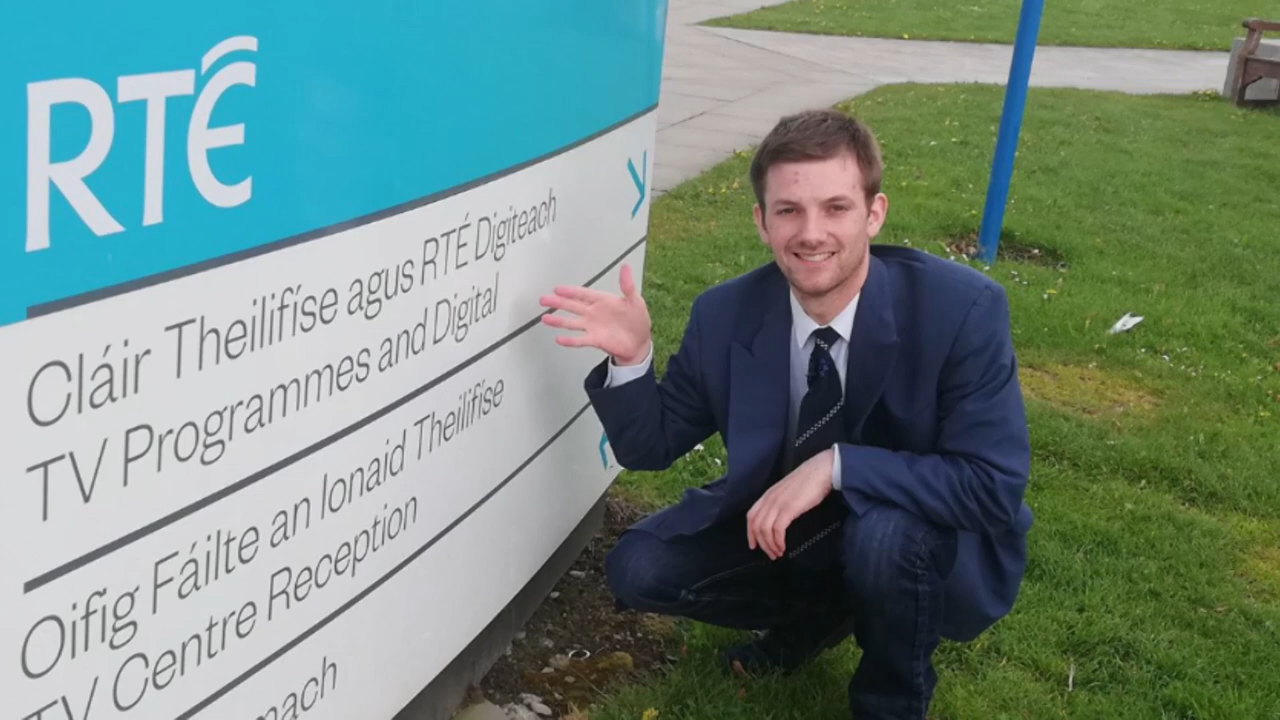 RTÉ
Cláir Theilifíse agus RTÉ Digiteach
TV Programmes and Digital
Oifig Fáilte an Ionaid Theilifíse
TV Centre Reception